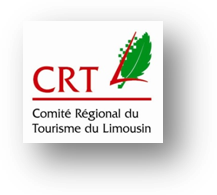 CRT
Comité Régional du
Tourisme du Limousin